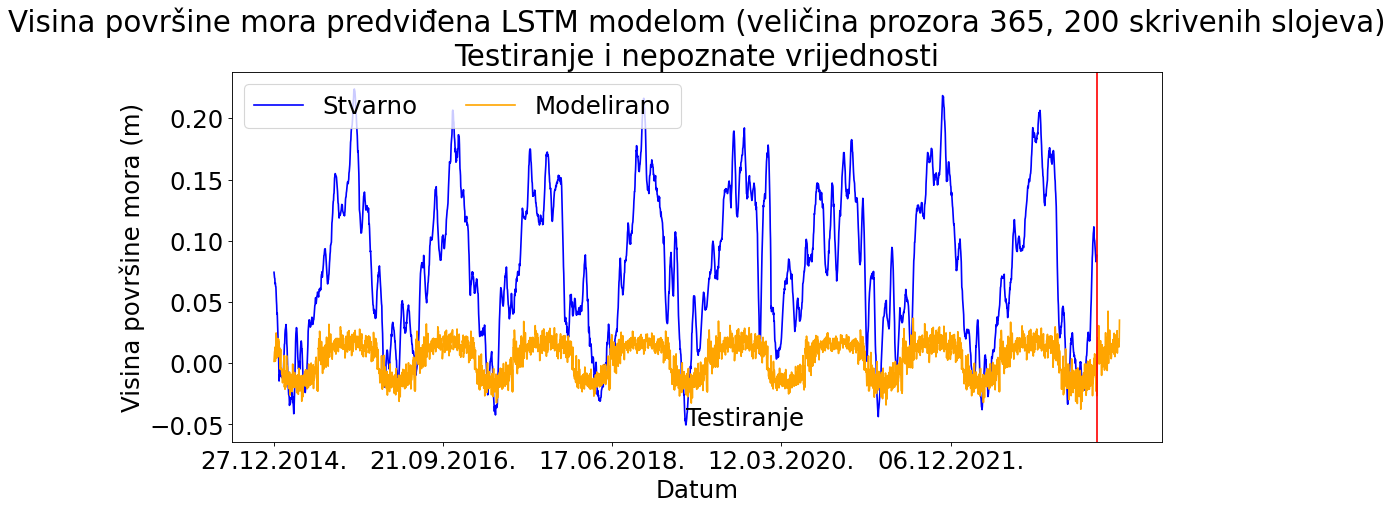 Visina površine mora predviđena LSTM modelom (veličina prozora 365, 200 skrivenih slojeva)
Testiranje i nepoznate vrijednosti
Stvarno Modelirano
Visina površine mora (m)
0.20
0.15
0.10
0.05
0.00
−0.05
Testiranje
27.12.2014. 21.09.2016. 17.06.2018. 12.03.2020. 06.12.2021.
Datum